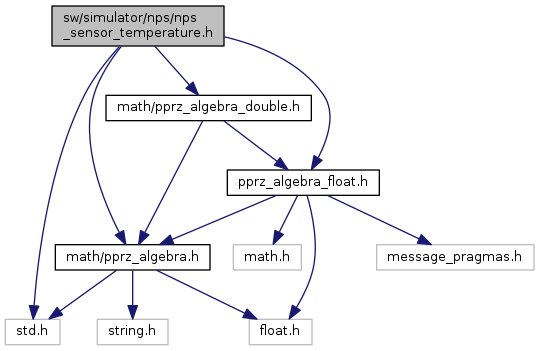 sw/simulator/nps/nps
_sensor_temperature.h
math/pprz_algebra_double.h
pprz_algebra_float.h
math/pprz_algebra.h
math.h
message_pragmas.h
std.h
string.h
float.h